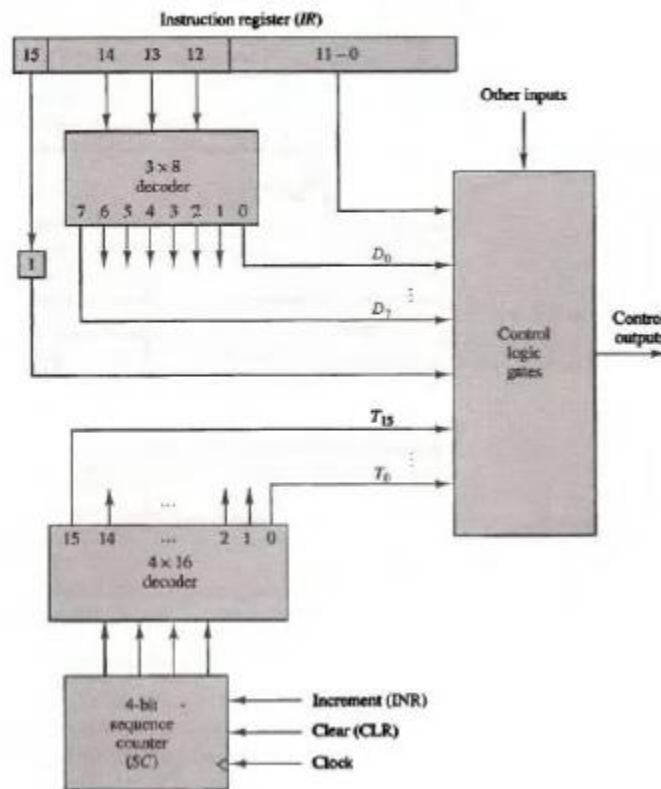 Instruction register (IR)
15 14 13 12 11 – 0
Other inputs
3 × 8
decoder
7 6 5 4 3 2 1 0
D0
⋮
I
D7
Control
logic
gates
Control
outputs
T15
⋮
T0
...
15 14 ... 2 1 0
4 × 16
decoder
4-bit
sequence
counter
(SC)
Increment (INR)
Clear (CLR)
Clock